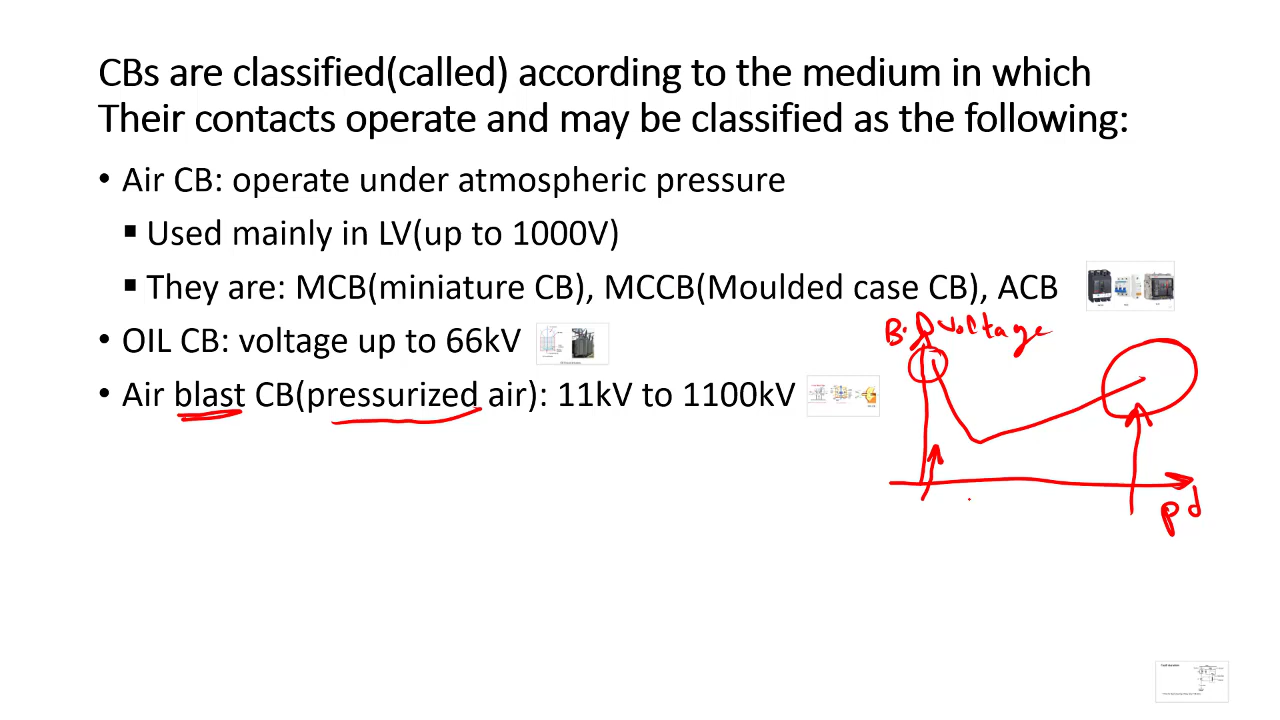 CBs are classified(called) according to the medium in which
Their contacts operate and may be classified as the following:
• Air CB: operate under atmospheric pressure
▪ Used mainly in LV(up to 1000V)
▪ They are: MCB(miniature CB), MCCB(Moulded case CB), ACB
B.D voltage
• OIL CB: voltage up to 66kV
• Air blast CB(pressurized air): 11kV to 1100kV
pd